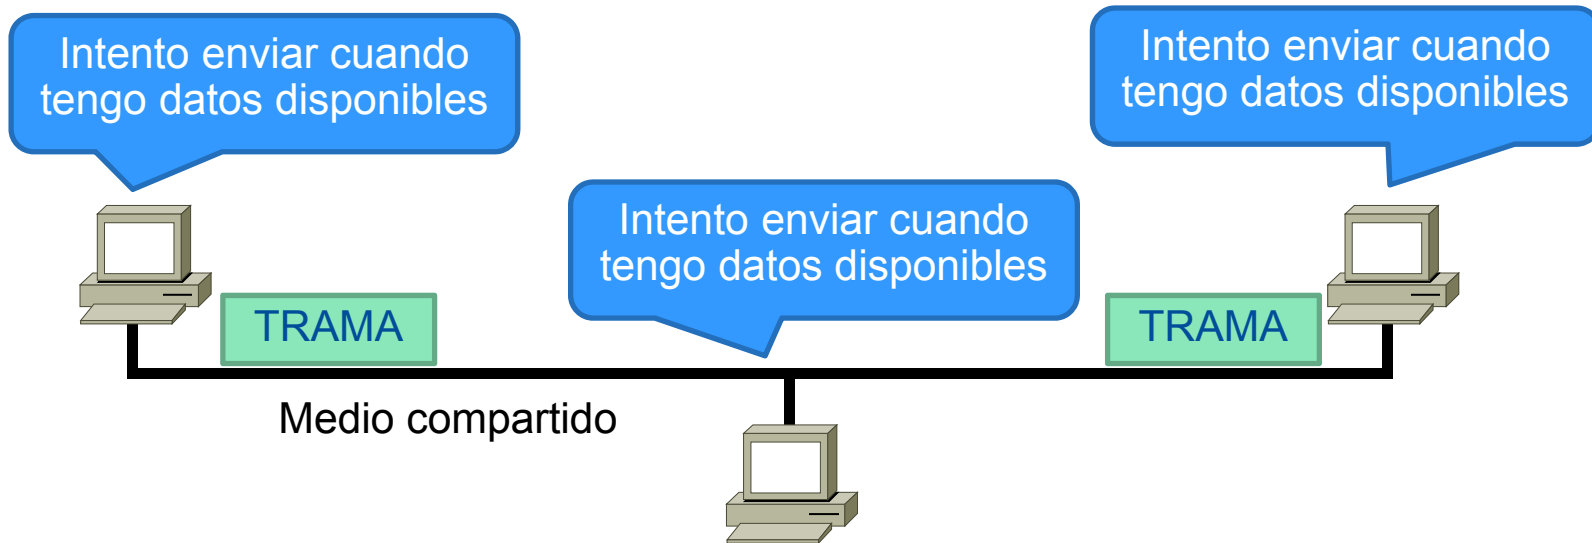 Intento enviar cuando
tengo datos disponibles
Intento enviar cuando
tengo datos disponibles
Intento enviar cuando
tengo datos disponibles
TRAMA
TRAMA
Medio compartido